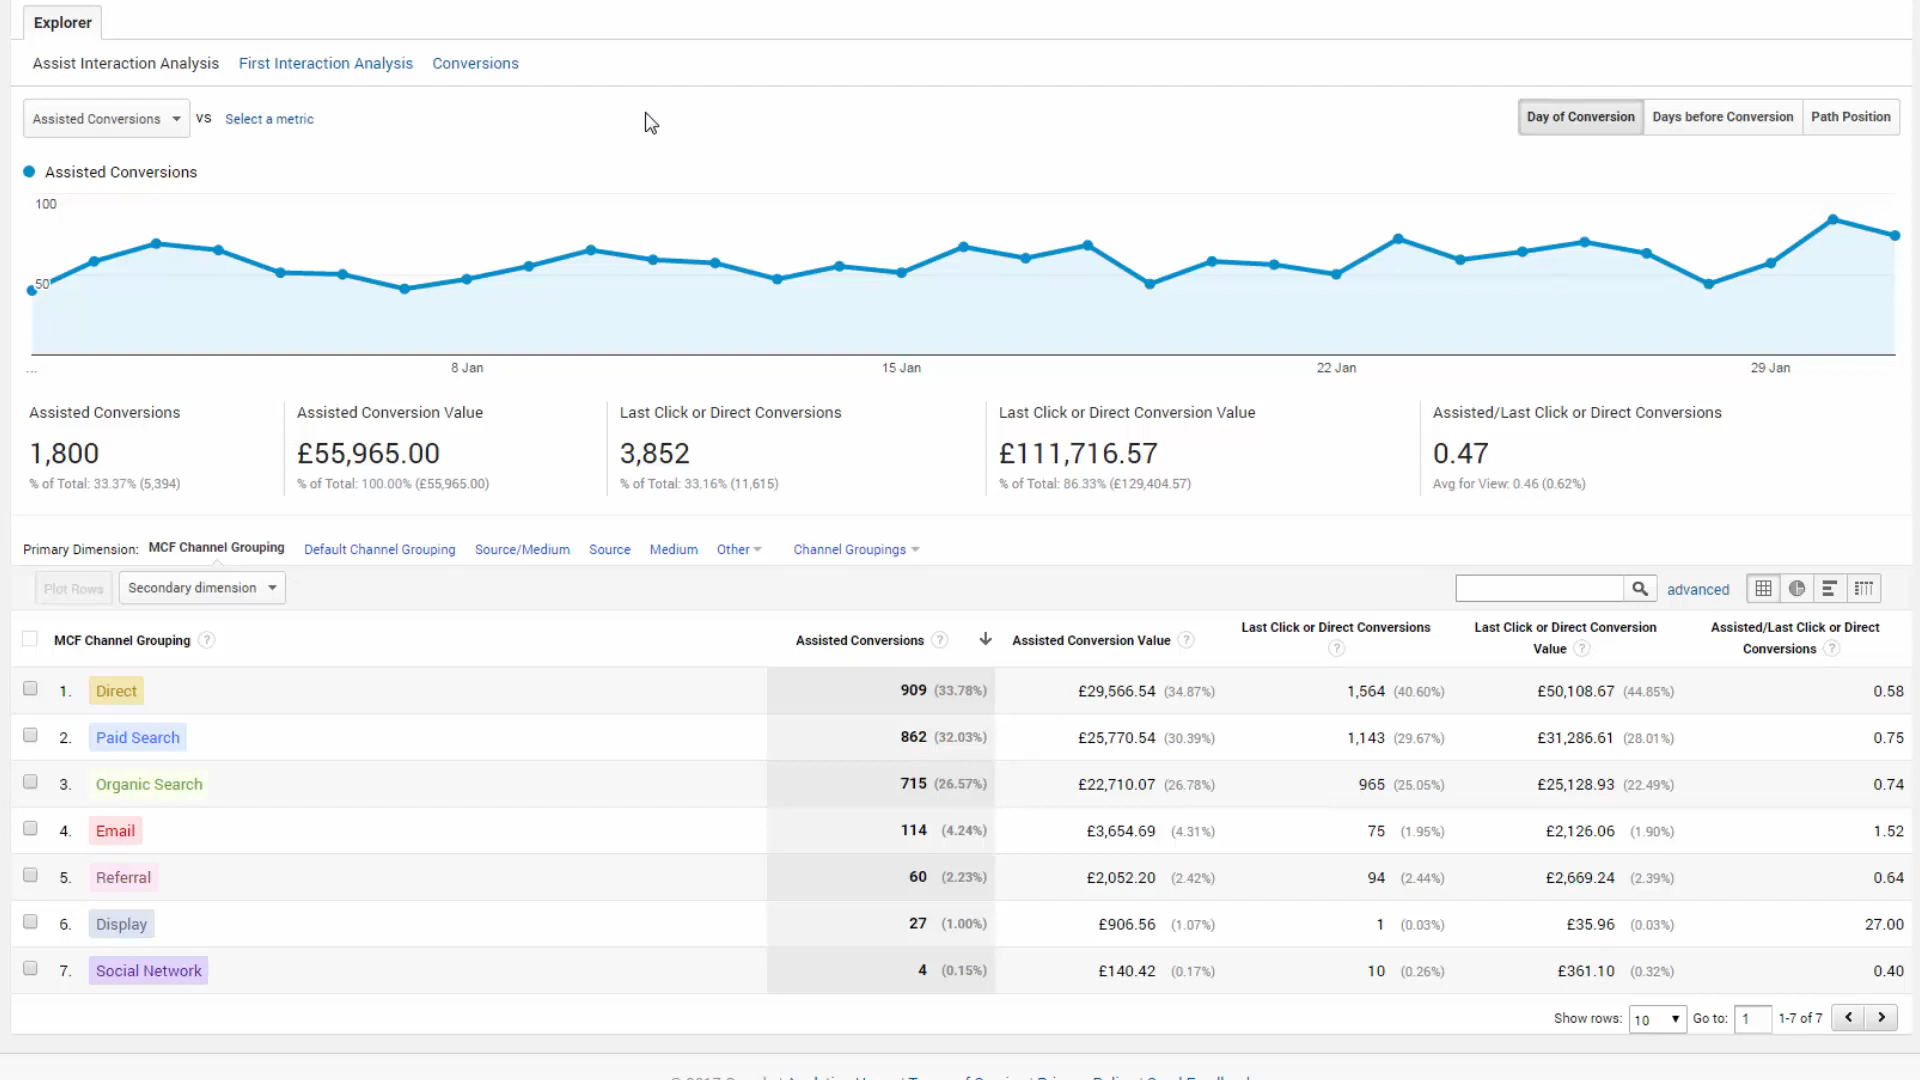 Explorer
Assist Interaction Analysis First Interaction Analysis Conversions
Assisted Conversions VS Select a metric Day of Conversion Days before Conversion Path Position
Assisted Conversions
100
50
... 8 Jan 15 Jan 22 Jan 29 Jan
Assisted Conversions Assisted Conversion Value Last Click or Direct Conversions Last Click or Direct Conversion Value Assisted/Last Click or Direct Conversions
1,800 £55,965.00 3,852 £111,716.57 0.47
% of Total: 33.37% (5,394) % of Total: 100.00% (£55,965.00) % of Total: 33.16% (11,615) % of Total: 86.33% (£129,404.57) Avg for View: 0.46 (0.62%)
Primary Dimension: MCF Channel Grouping Default Channel Grouping Source/Medium Source Medium Other Channel Groupings
Plot Rows Secondary dimension advanced
MCF Channel Grouping ? Assisted Conversions ? Assisted Conversion Value ? Last Click or Direct Conversions ? Last Click or Direct Conversion Value ? Assisted/Last Click or Direct Conversions ?
1. Direct 909 (33.78%) £29,566.54 (34.87%) 1,564 (40.60%) £50,108.67 (44.85%) 0.58
2. Paid Search 862 (32.03%) £25,770.54 (30.39%) 1,143 (29.67%) £31,286.61 (28.01%) 0.75
3. Organic Search 715 (26.57%) £22,710.07 (26.78%) 965 (25.05%) £25,128.93 (22.49%) 0.74
4. Email 114 (4.24%) £3,654.69 (4.31%) 75 (1.95%) £2,126.06 (1.90%) 1.52
5. Referral 60 (2.23%) £2,052.20 (2.42%) 94 (2.44%) £2,669.24 (2.39%) 0.64
6. Display 27 (1.00%) £906.56 (1.07%) 1 (0.03%) £35.96 (0.03%) 27.00
7. Social Network 4 (0.15%) £140.42 (0.17%) 10 (0.26%) £361.10 (0.32%) 0.40
Show rows: 10 Go to: 1 1-7 of 7